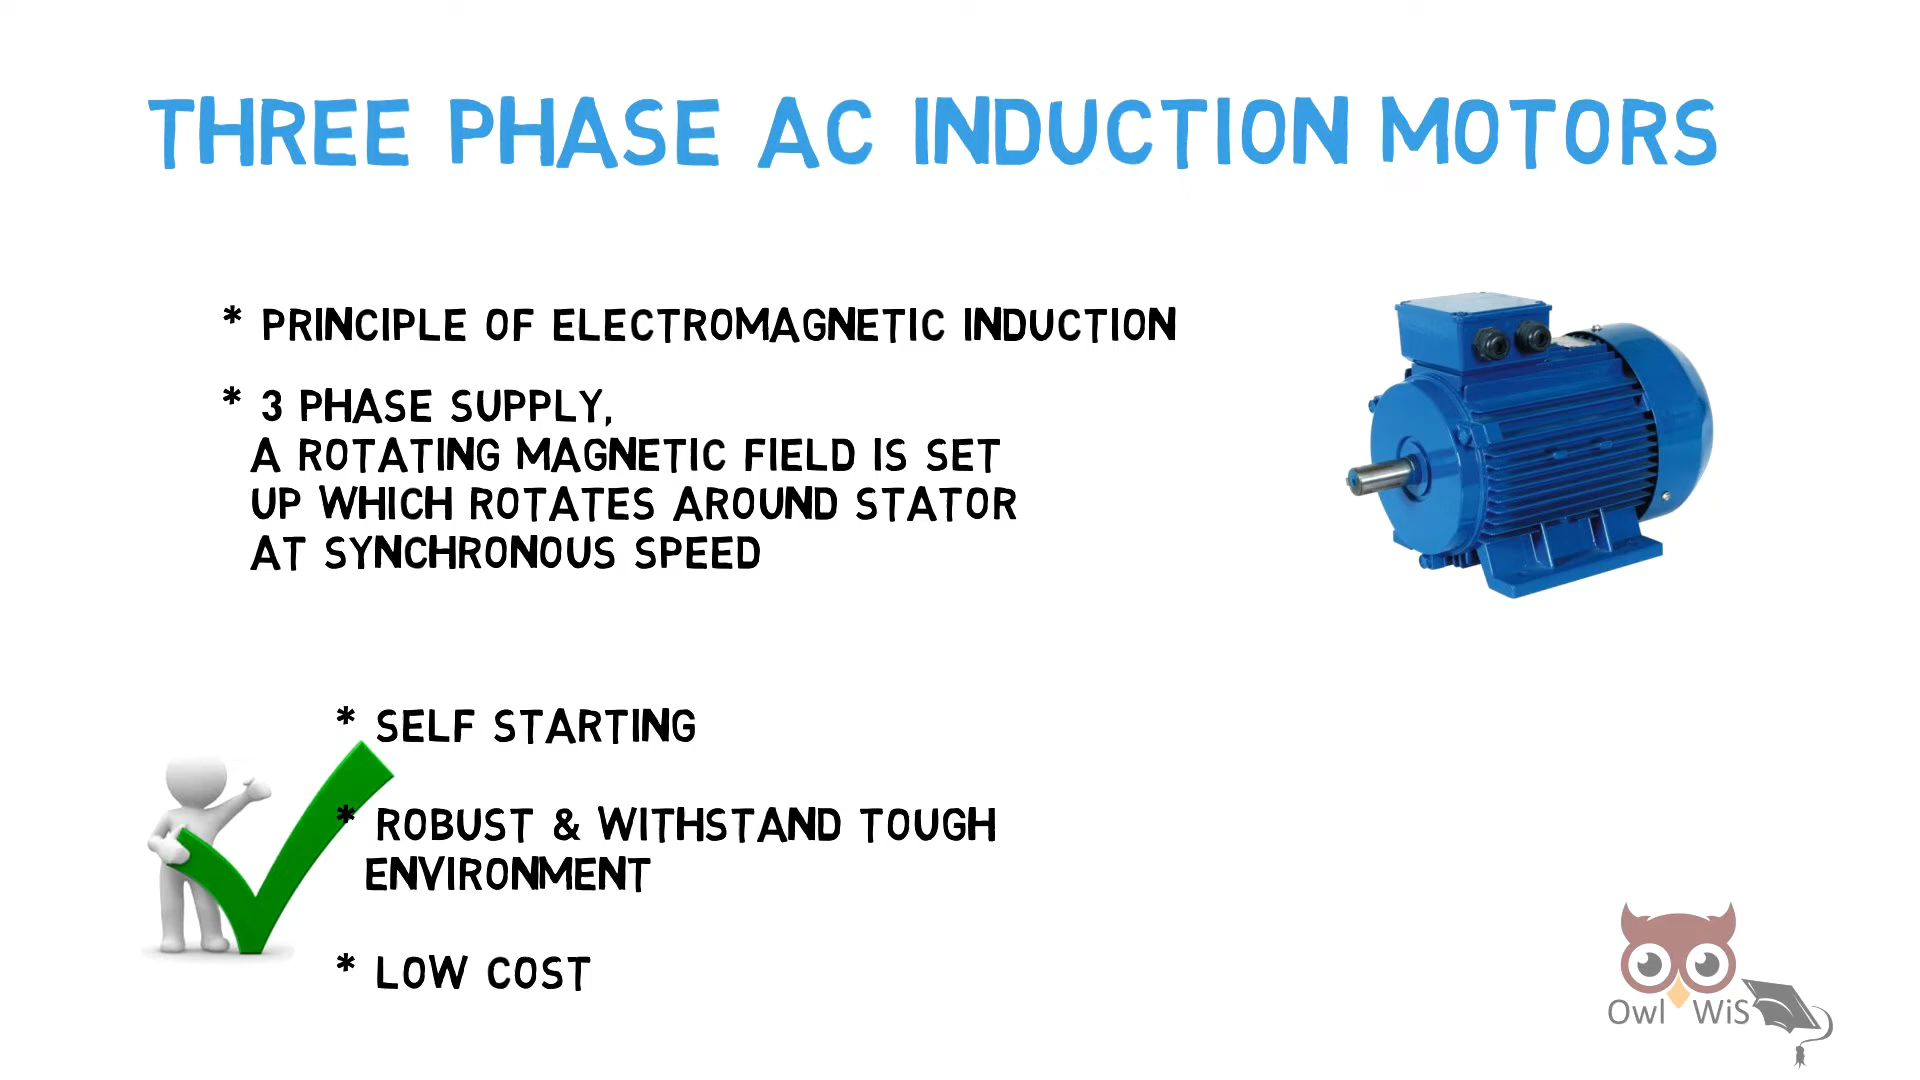 THREE PHASE AC INDUCTION MOTORS
* PRINCIPLE OF ELECTROMAGNETIC INDUCTION
* 3 PHASE SUPPLY,
A ROTATING MAGNETIC FIELD IS SET
UP WHICH ROTATES AROUND STATOR
AT SYNCHRONOUS SPEED
* SELF STARTING
* ROBUST & WITHSTAND TOUGH
ENVIRONMENT
* LOW COST
Owl WiS